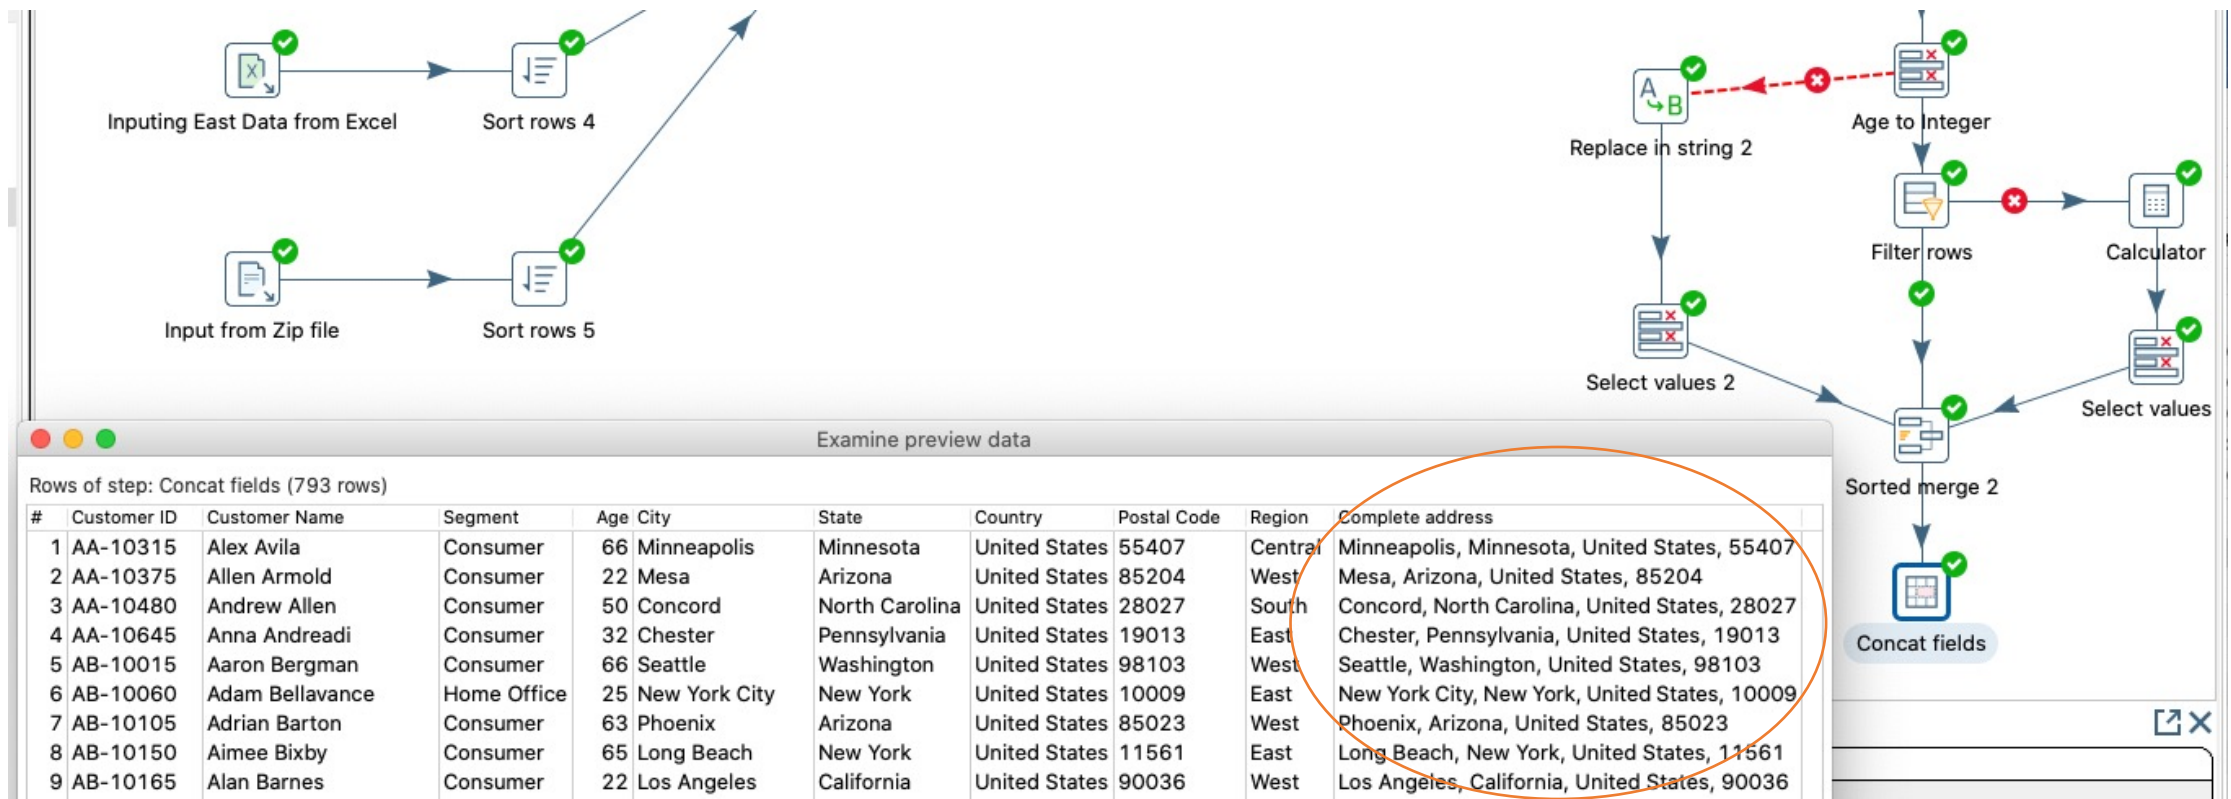 Inputing East Data from Excel
Sort rows 4
Age to Integer
A
B
Replace in string 2
Filter rows
Calculator
Input from Zip file
Sort rows 5
Select values 2
Select values
Sorted merge 2
Concat fields
Examine preview data
Rows of step: Concat fields (793 rows)
# Customer ID Customer Name Segment Age City State Country Postal Code Region Complete address
1 AA-10315 Alex Avila Consumer 66 Minneapolis Minnesota United States 55407 Central Minneapolis, Minnesota, United States, 55407
2 AA-10375 Allen Armold Consumer 22 Mesa Arizona United States 85204 West Mesa, Arizona, United States, 85204
3 AA-10480 Andrew Allen Consumer 50 Concord North Carolina United States 28027 South Concord, North Carolina, United States, 28027
4 AA-10645 Anna Andreadi Consumer 32 Chester Pennsylvania United States 19013 East Chester, Pennsylvania, United States, 19013
5 AB-10015 Aaron Bergman Consumer 66 Seattle Washington United States 98103 West Seattle, Washington, United States, 98103
6 AB-10060 Adam Bellavance Home Office 25 New York City New York United States 10009 East New York City, New York, United States, 10009
7 AB-10105 Adrian Barton Consumer 63 Phoenix Arizona United States 85023 West Phoenix, Arizona, United States, 85023
8 AB-10150 Aimee Bixby Consumer 65 Long Beach New York United States 11561 East Long Beach, New York, United States, 11561
9 AB-10165 Alan Barnes Consumer 22 Los Angeles California United States 90036 West Los Angeles, California, United States, 90036